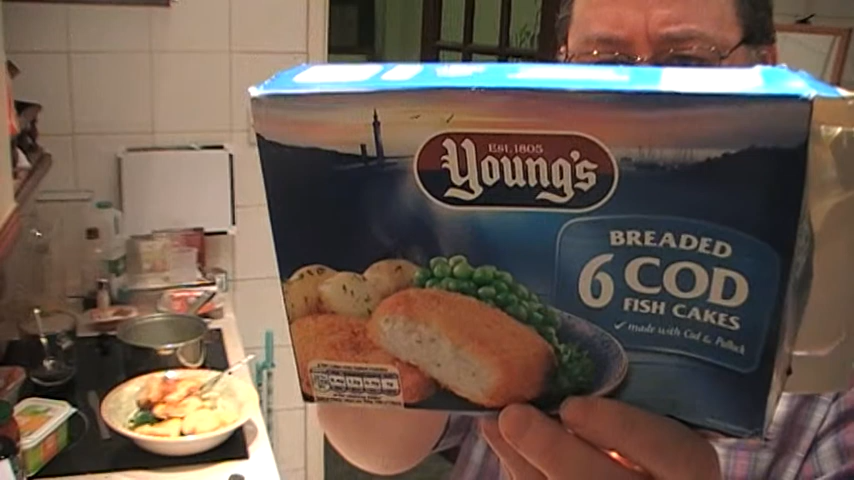 EST. 1805
Young's
BREADED
6 COD
FISH CAKES
✓ made with Cod & Pollock